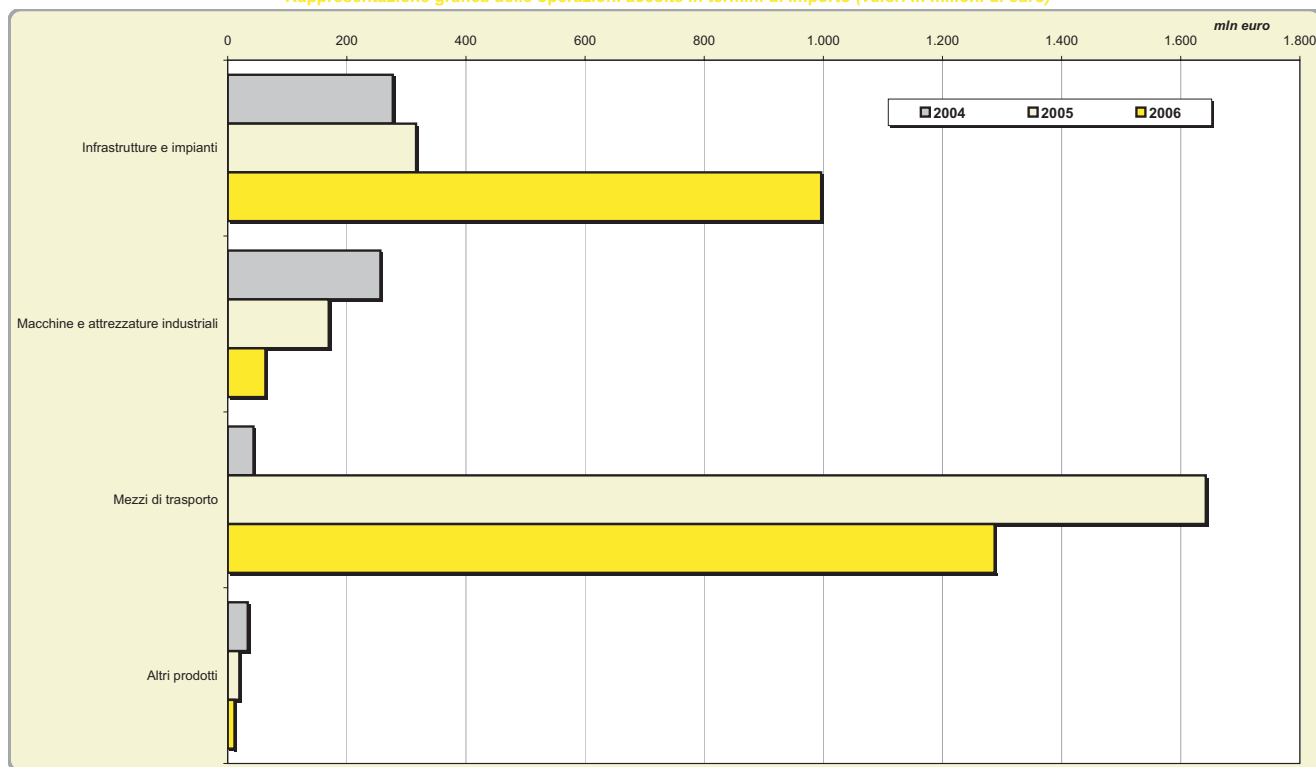 mln euro
0 200 400 600 800 1.000 1.200 1.400 1.600 1.800
2004 2005 2006
Infrastrutture e impianti
Macchine e attrezzature industriali
Mezzi di trasporto
Altri prodotti